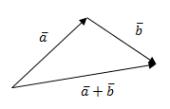 ā
b̄
ā + b̄